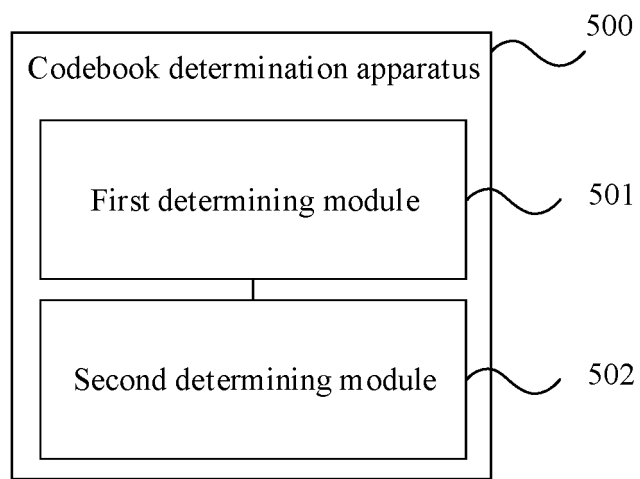 500
Codebook determination apparatus
First determining module
501
Second determining module
502